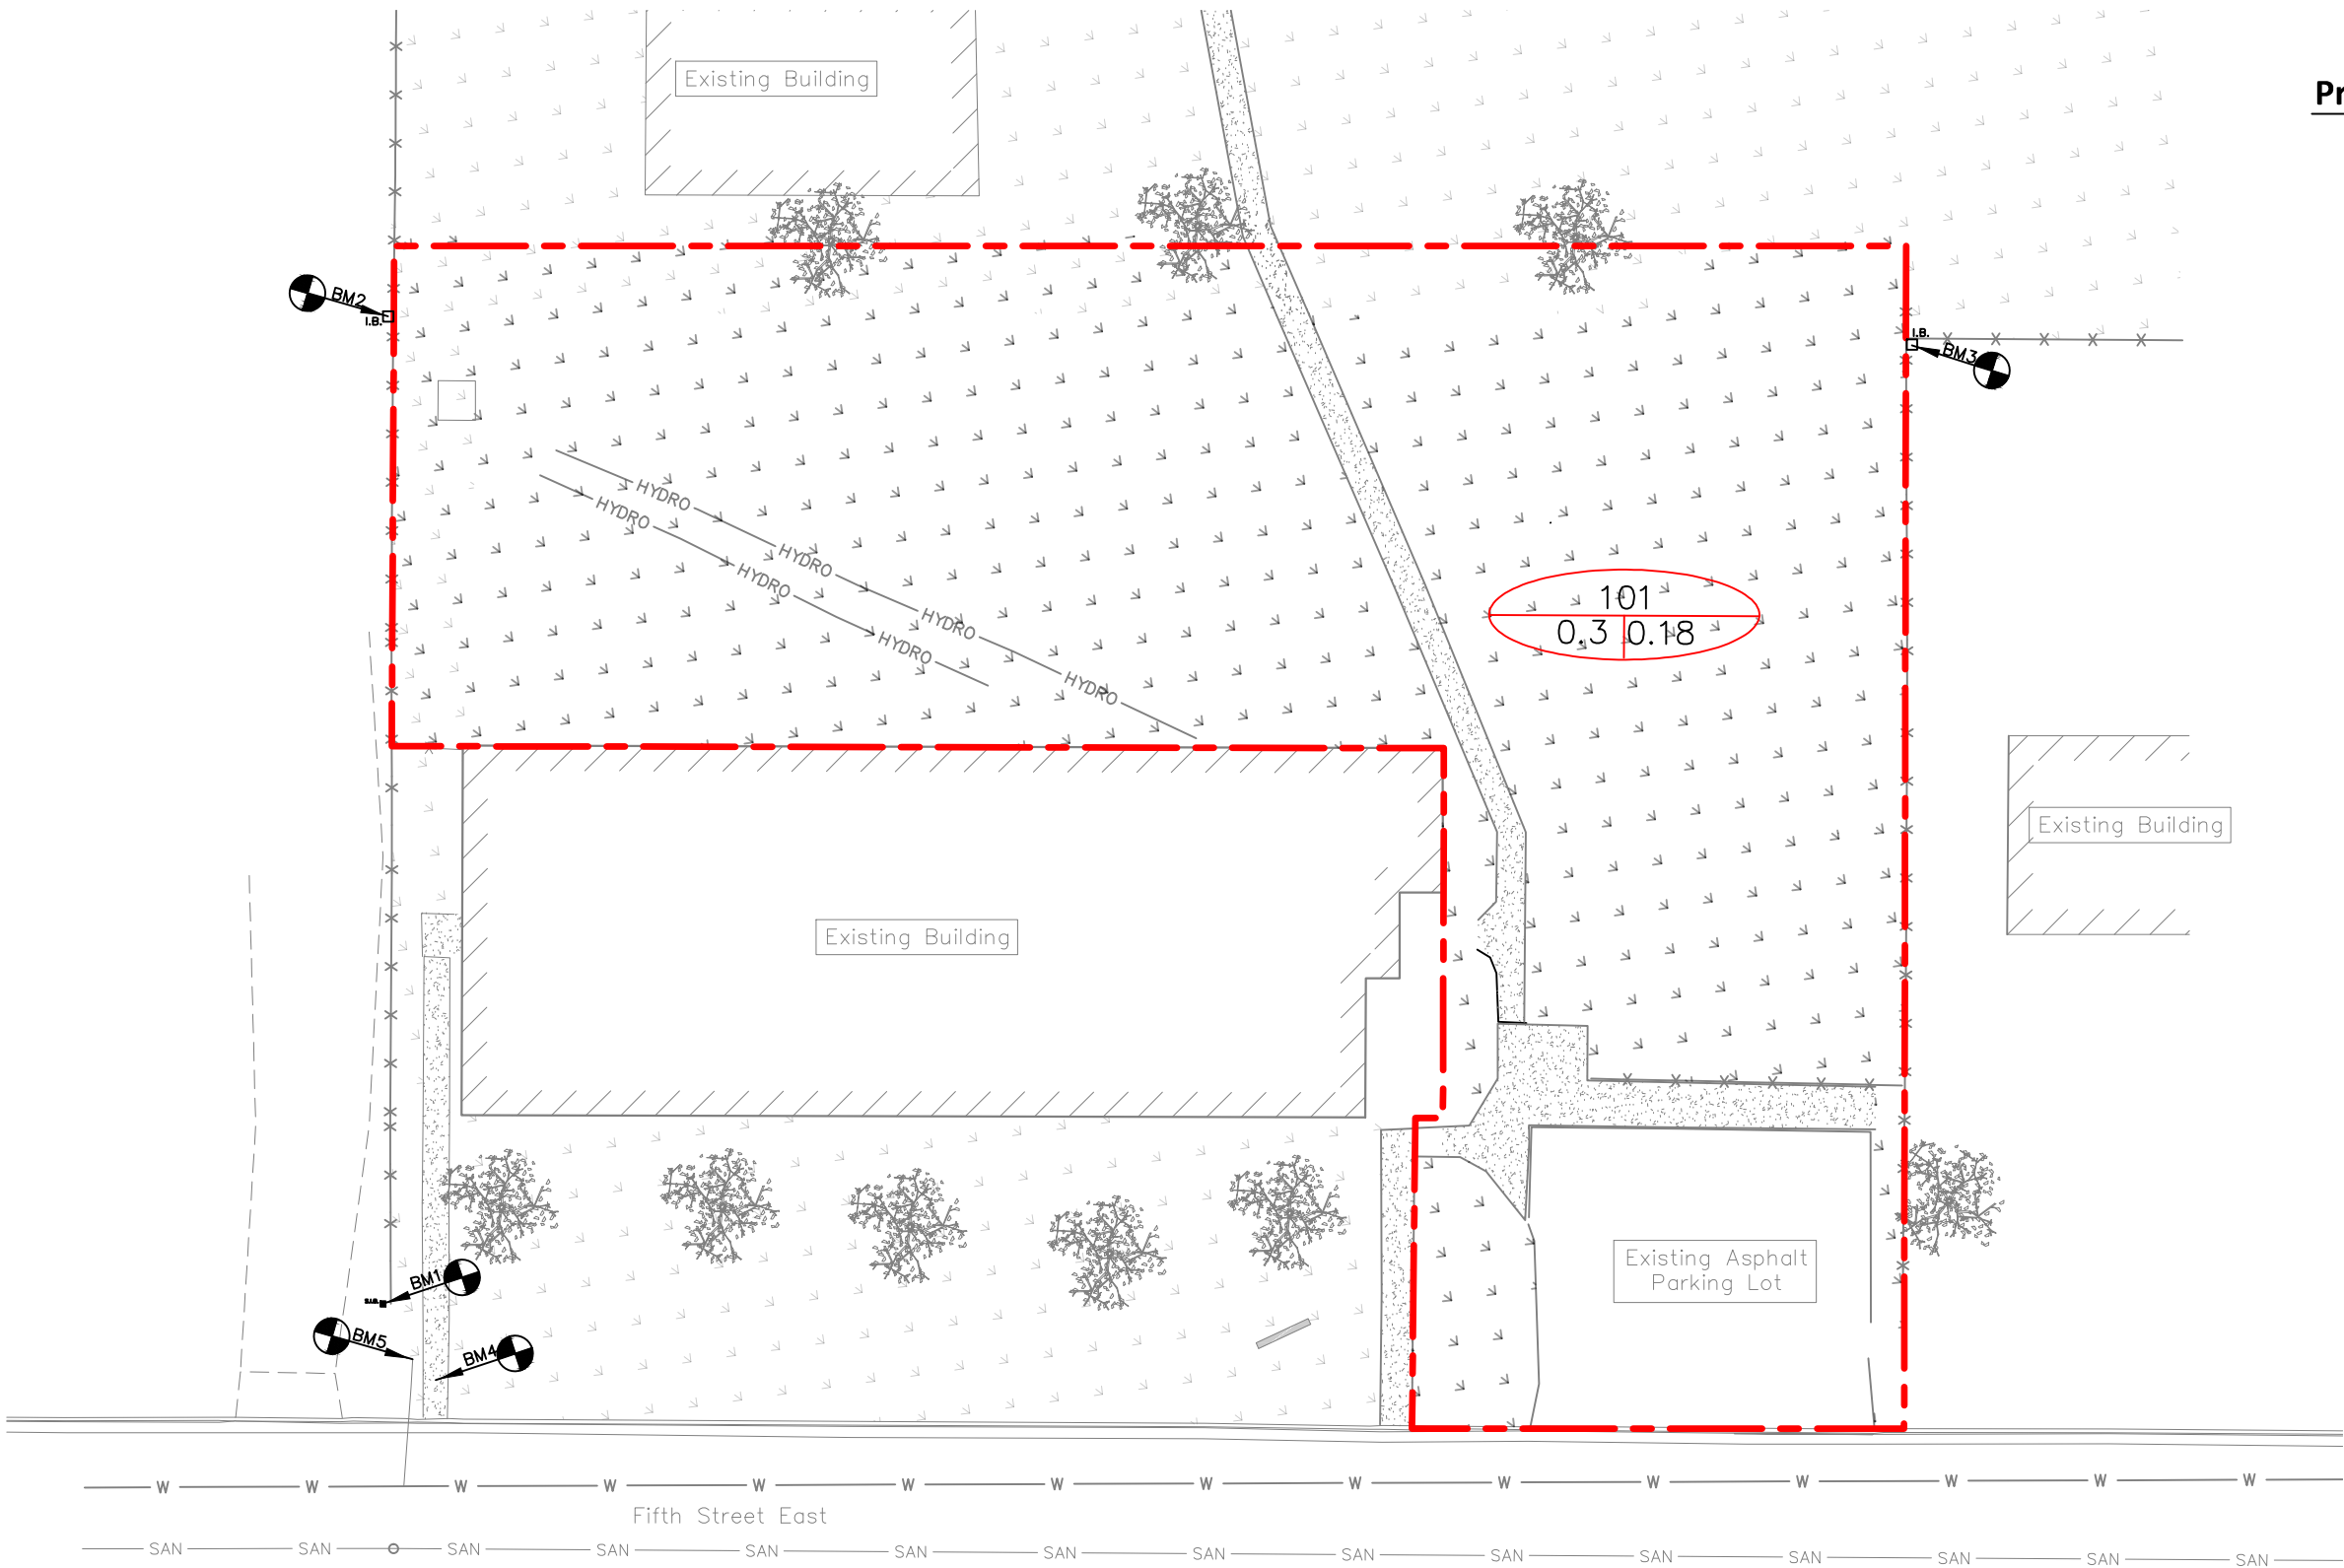 Existing Building
Pr
BM2
I.B.
I.B.
BM3
HYDRO
HYDRO
HYDRO
HYDRO
HYDRO
HYDRO
HYDRO
101
0.3 0.18
Existing Building
Existing Building
Existing Asphalt
Parking Lot
BM1
S.I.B.
BM5
BM4
W W W W W W W W W W W W W W W
Fifth Street East
SAN SAN SAN SAN SAN SAN SAN SAN SAN SAN SAN SAN SAN SAN SAN